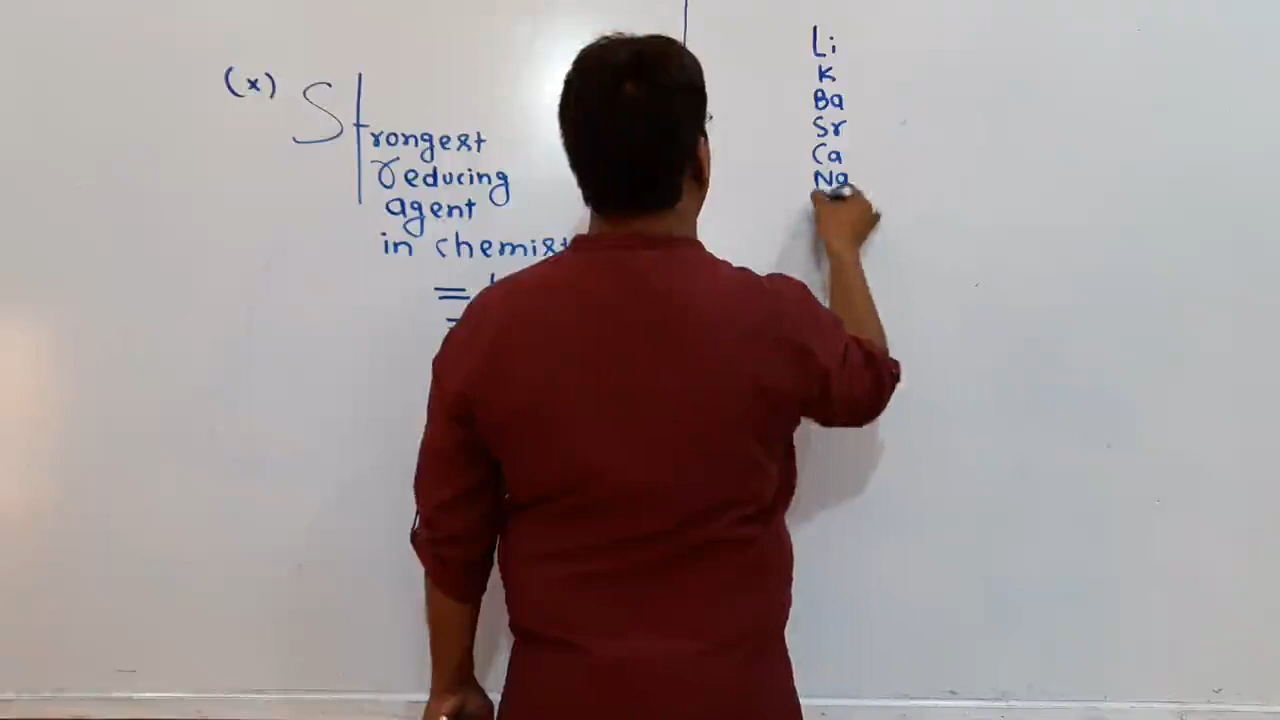 (x) Strongest
reducing
agent
in chemist
=
Li
K
Ba
Sr
Ca
Na